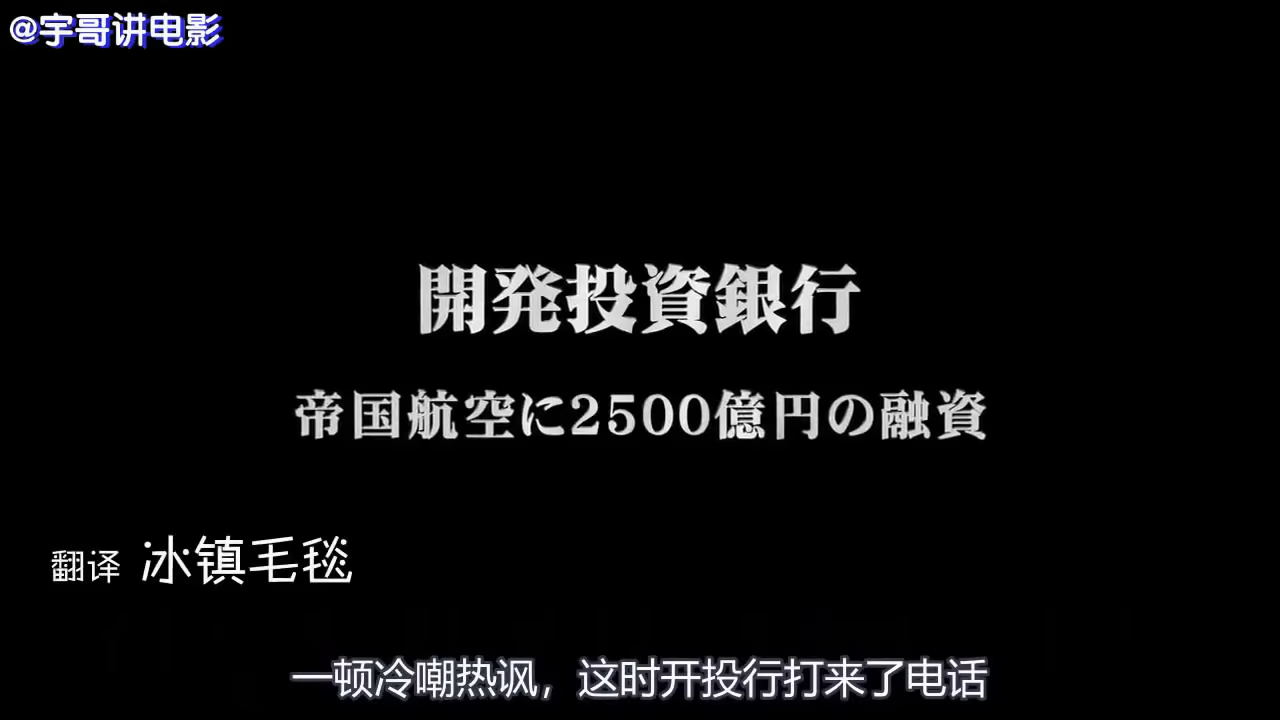 @宇哥讲电影
開発投資銀行
帝国航空に2500億円の融資
翻译 冰镇毛毯
一顿冷嘲热讽，这时开投行打来了电话